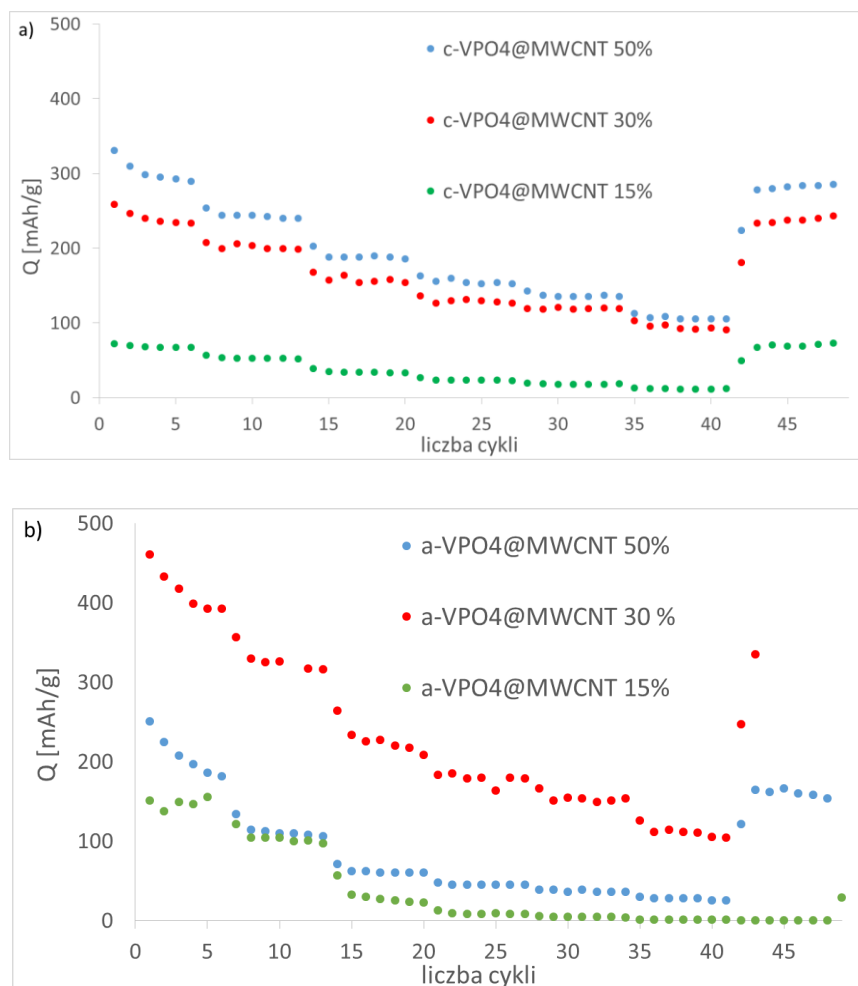 a)
500
400
300
200
100
0
Q [mAh/g]
c-VPO4@MWCNT 50%
c-VPO4@MWCNT 30%
c-VPO4@MWCNT 15%
0 5 10 15 20 25 30 35 40 45
liczba cykli
b)
500
400
300
200
100
0
Q [mAh/g]
a-VPO4@MWCNT 50%
a-VPO4@MWCNT 30 %
a-VPO4@MWCNT 15%
0 5 10 15 20 25 30 35 40 45
liczba cykli